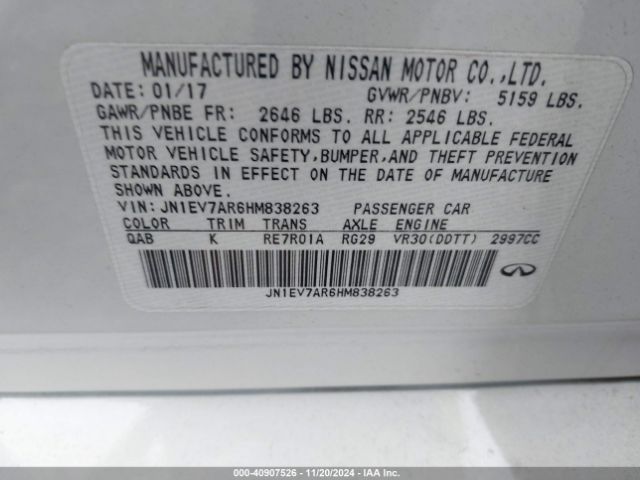 MANUFACTURED BY NISSAN MOTOR CO.,LTD.
DATE: 01/17 GVWR/PNBV: 5159 LBS.
GAWR/PNBE FR: 2646 LBS. RR: 2546 LBS.
THIS VEHICLE CONFORMS TO ALL APPLICABLE FEDERAL
MOTOR VEHICLE SAFETY,BUMPER,AND THEFT PREVENTION
STANDARDS IN EFFECT ON THE DATE OF MANUFACTURE
SHOWN ABOVE.
VIN: JN1EV7AR6HM838263 PASSENGER CAR
COLOR TRIM TRANS AXLE ENGINE
QAB K RE7R01A RG29 VR30(DDTT) 2997CC
JN1EV7AR6HM838263
000-40907526 - 11/20/2024 - IAAI.com